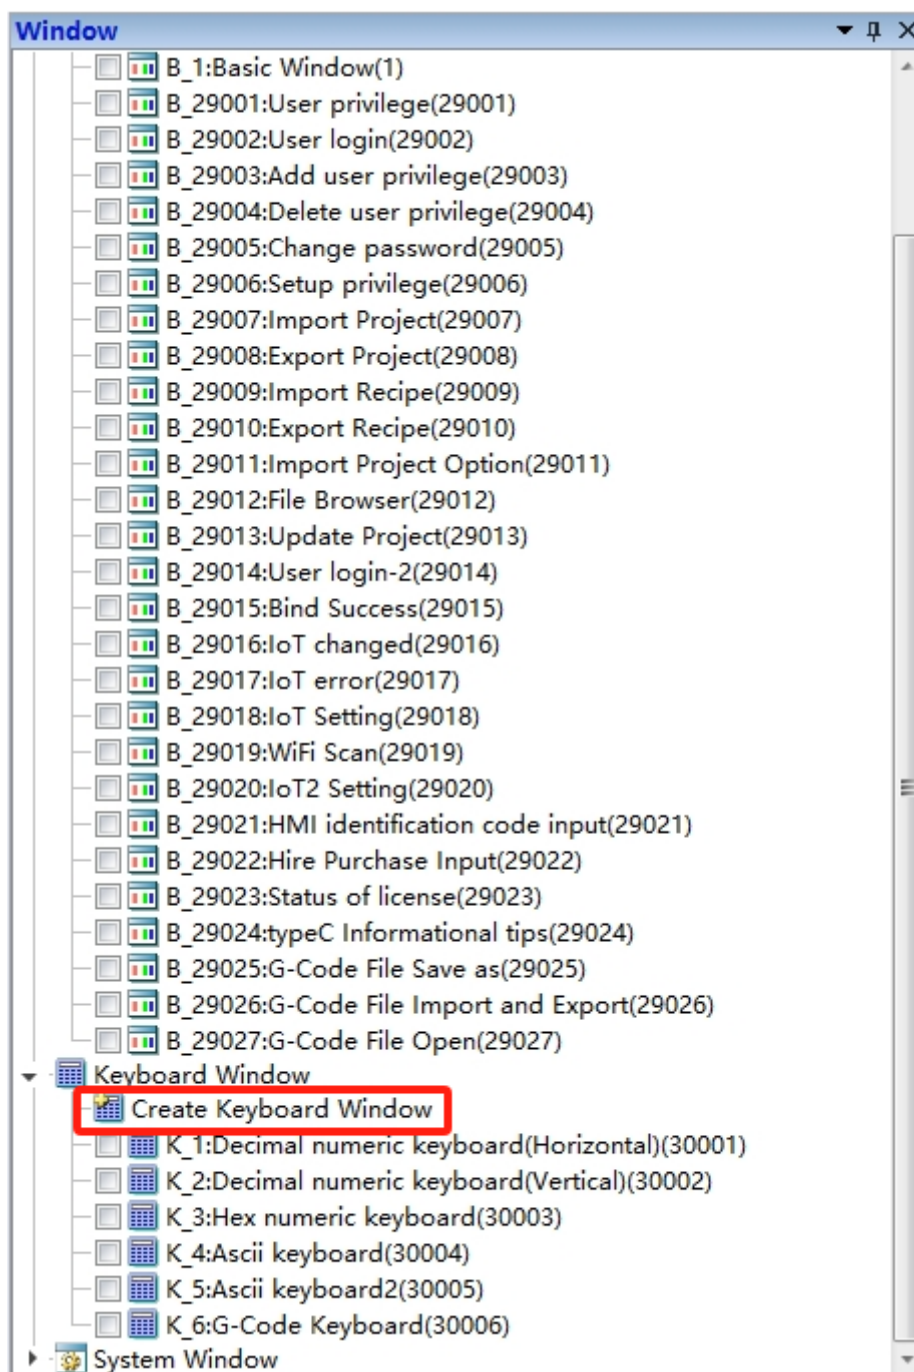 Window
B_1:Basic Window(1)
B_29001:User privilege(29001)
B_29002:User login(29002)
B_29003:Add user privilege(29003)
B_29004:Delete user privilege(29004)
B_29005:Change password(29005)
B_29006:Setup privilege(29006)
B_29007:Import Project(29007)
B_29008:Export Project(29008)
B_29009:Import Recipe(29009)
B_29010:Export Recipe(29010)
B_29011:Import Project Option(29011)
B_29012:File Browser(29012)
B_29013:Update Project(29013)
B_29014:User login-2(29014)
B_29015:Bind Success(29015)
B_29016:IoT changed(29016)
B_29017:IoT error(29017)
B_29018:IoT Setting(29018)
B_29019:WiFi Scan(29019)
B_29020:IoT2 Setting(29020)
B_29021:HMI identification code input(29021)
B_29022:Hire Purchase Input(29022)
B_29023:Status of license(29023)
B_29024:typeC Informational tips(29024)
B_29025:G-Code File Save as(29025)
B_29026:G-Code File Import and Export(29026)
B_29027:G-Code File Open(29027)
Keyboard Window
Create Keyboard Window
K_1:Decimal numeric keyboard(Horizontal)(30001)
K_2:Decimal numeric keyboard(Vertical)(30002)
K_3:Hex numeric keyboard(30003)
K_4:Ascii keyboard(30004)
K_5:Ascii keyboard2(30005)
K_6:G-Code Keyboard(30006)
System Window